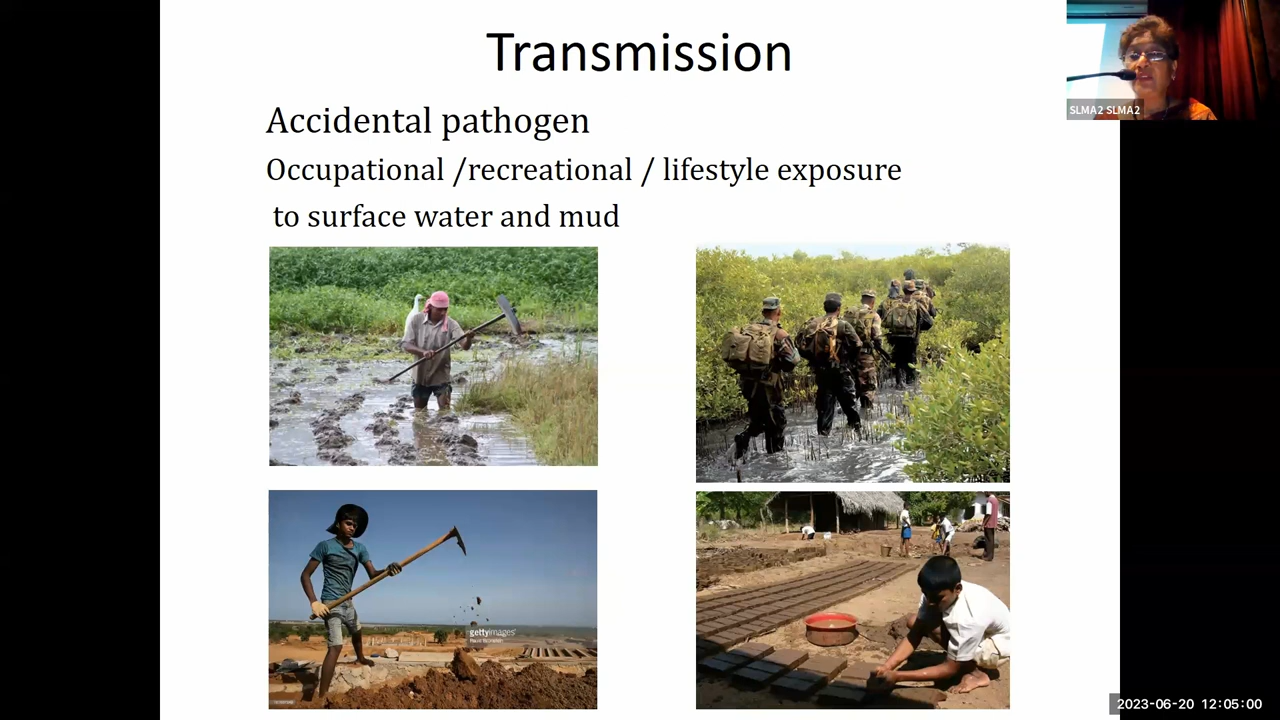 Transmission
SLMA2 SLMA2
Accidental pathogen
Occupational /recreational / lifestyle exposure
to surface water and mud
gettyimages
2023-06-20 12:05:00